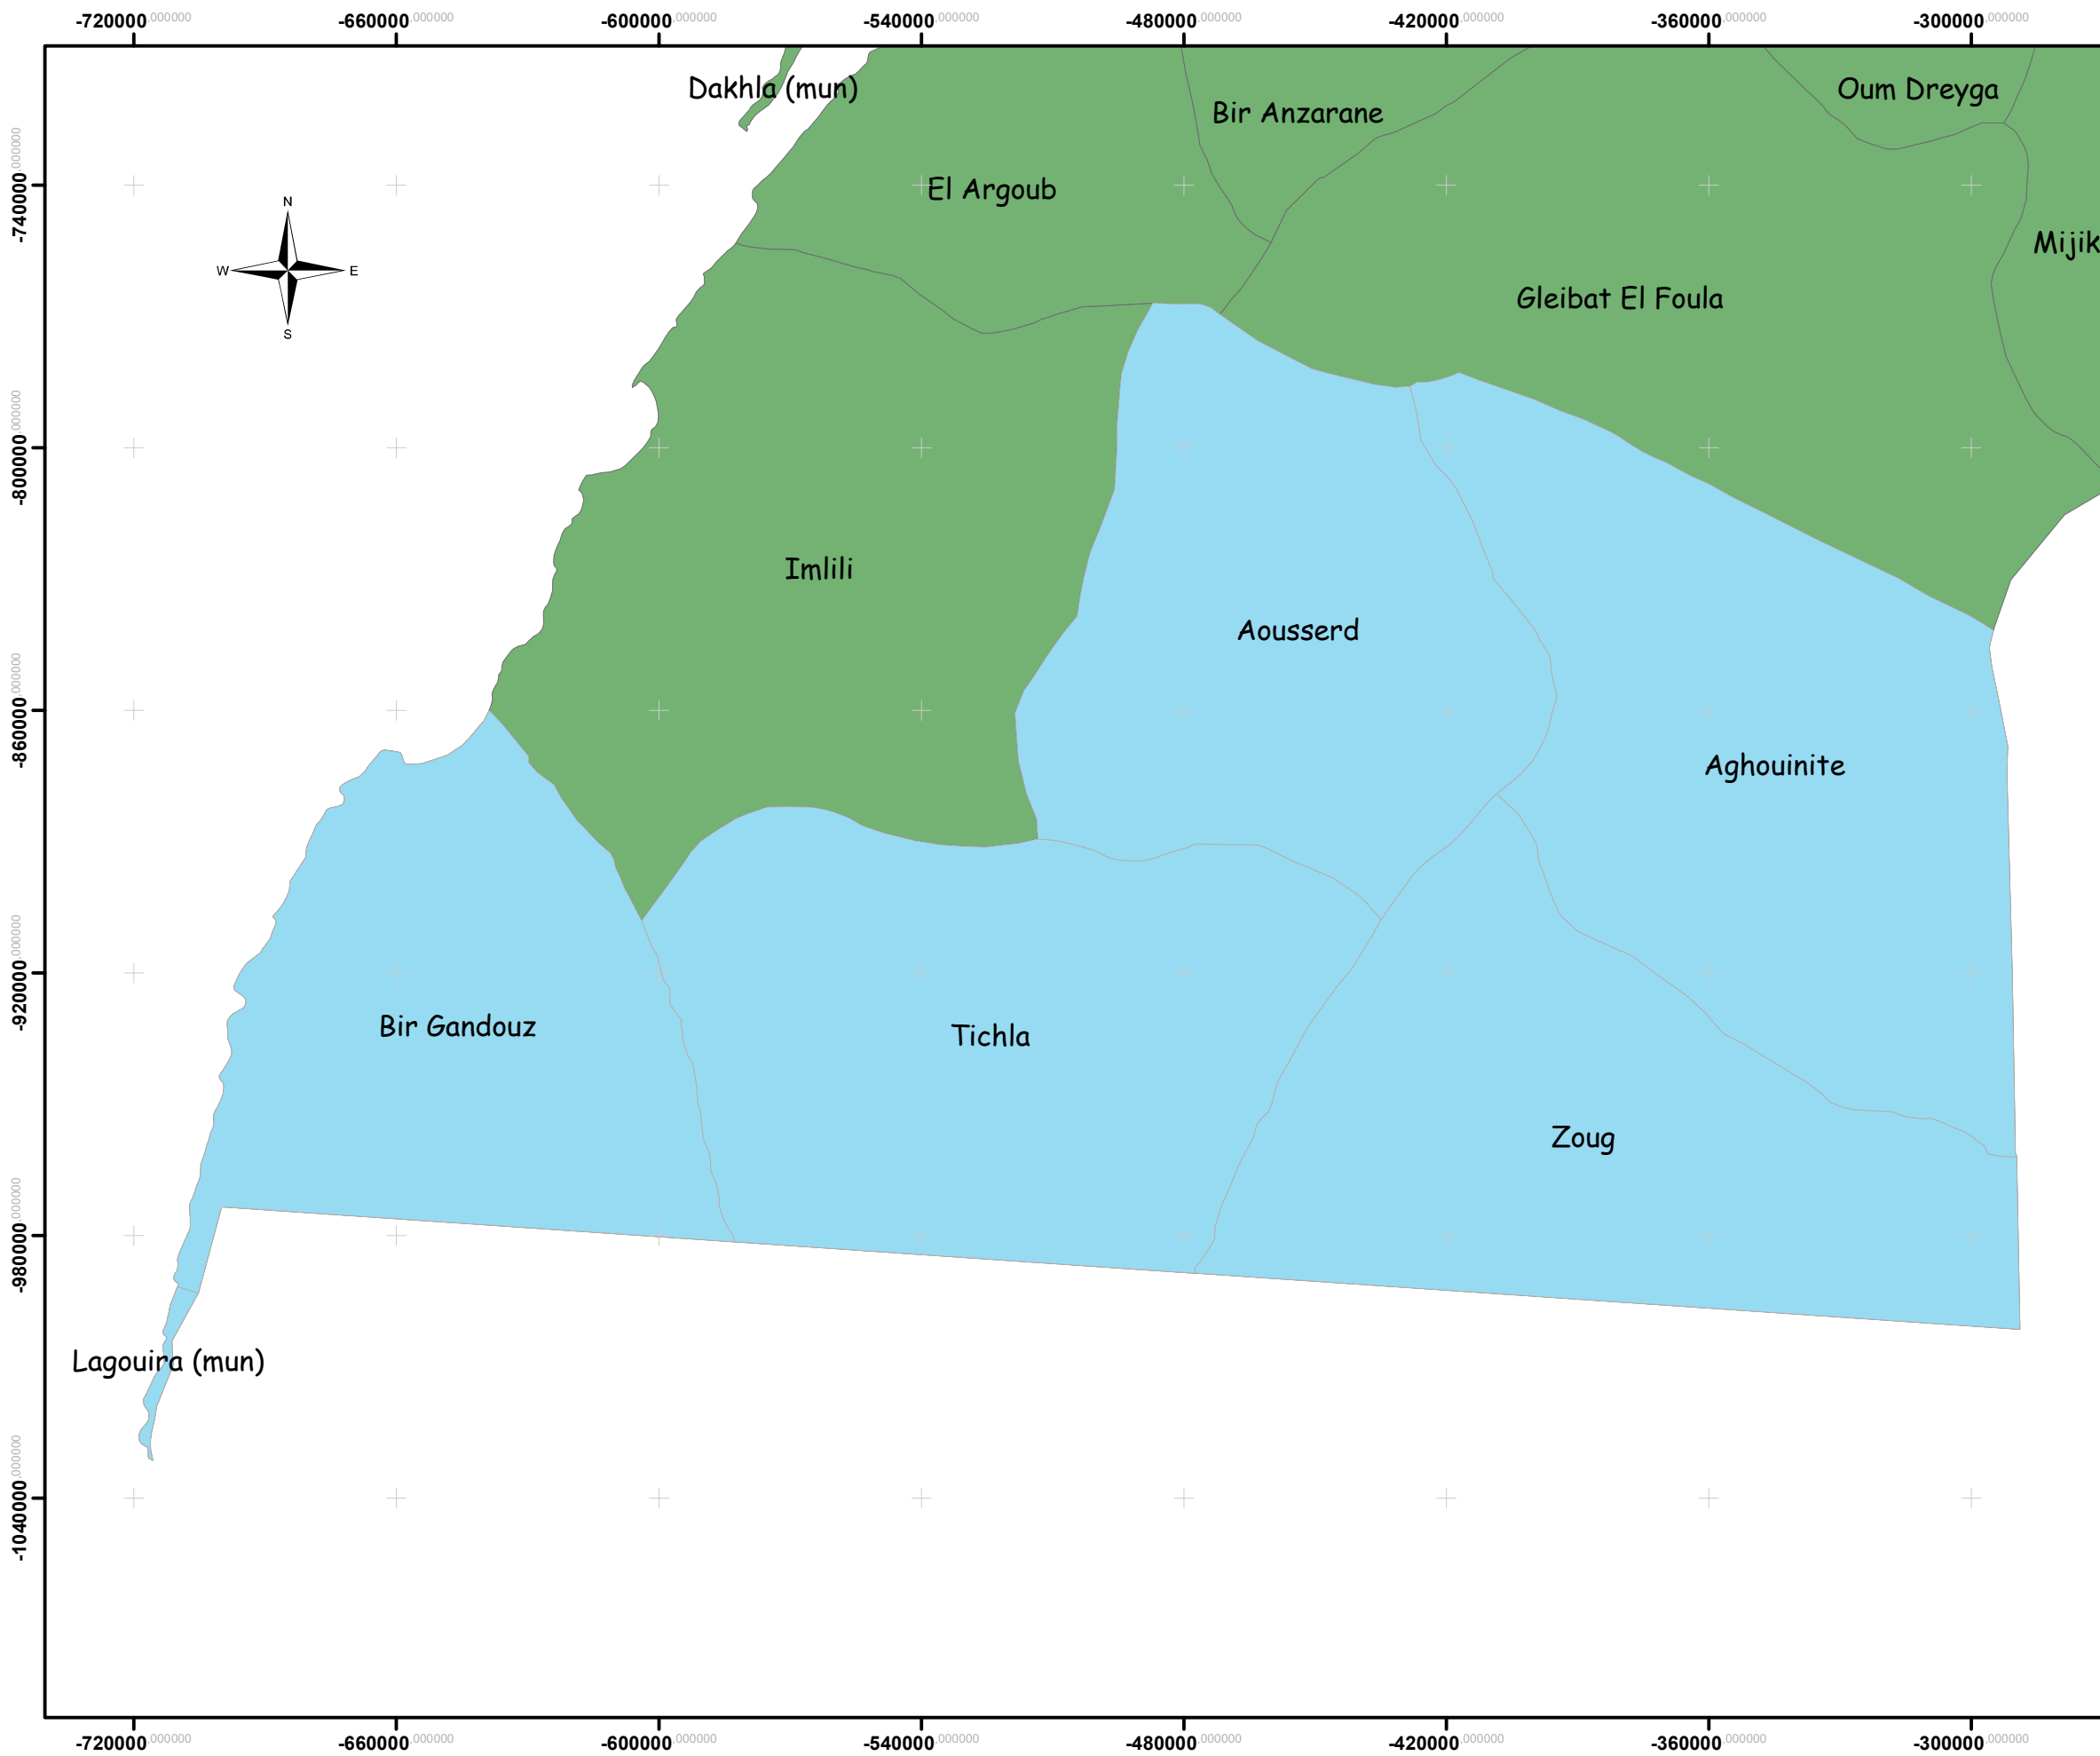 -720000.000000 -660000.000000 -600000.000000 -540000.000000 -480000.000000 -420000.000000 -360000.000000 -300000.000000
Dakhla (mun)
Oum Dreyga
Bir Anzarane
El Argoub
-740000.000000
N
W E
S
Mijik
Gleibat El Foula
-800000.000000
Imlili
Aousserd
-860000.000000
Aghouinite
-920000.000000
Bir Gandouz
Tichla
Zoug
-980000.000000
Lagouira (mun)
-1040000.000000
-720000.000000 -660000.000000 -600000.000000 -540000.000000 -480000.000000 -420000.000000 -360000.000000 -300000.000000